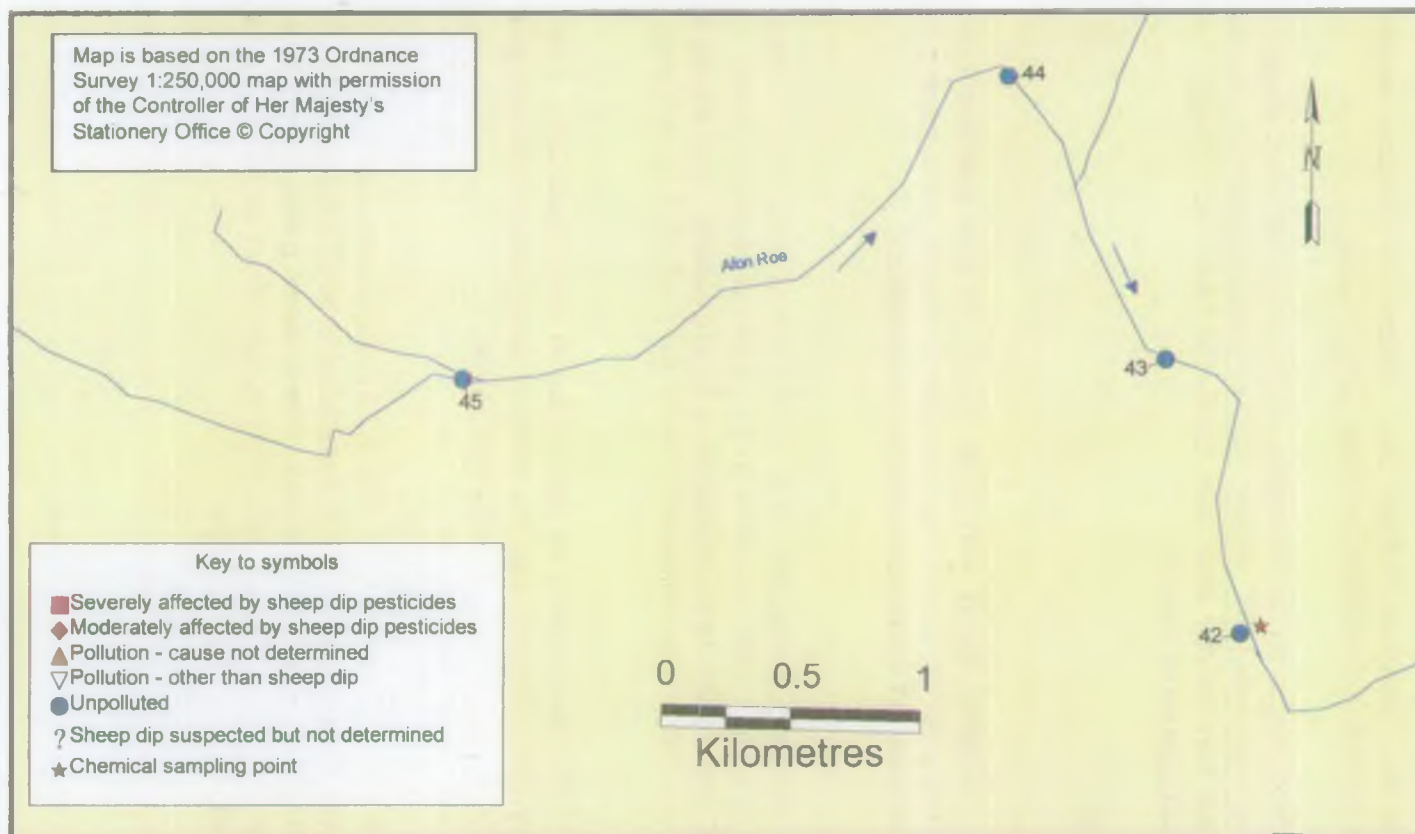 Map is based on the 1973 Ordnance
Survey 1:250,000 map with permission
of the Controller of Her Majesty's
Stationery Office © Copyright
44
N
Afon Roe
43
45
42
Key to symbols
Severely affected by sheep dip pesticides
Moderately affected by sheep dip pesticides
Pollution - cause not determined
Pollution - other than sheep dip
Unpolluted
? Sheep dip suspected but not determined
Chemical sampling point
0 0.5 1
Kilometres